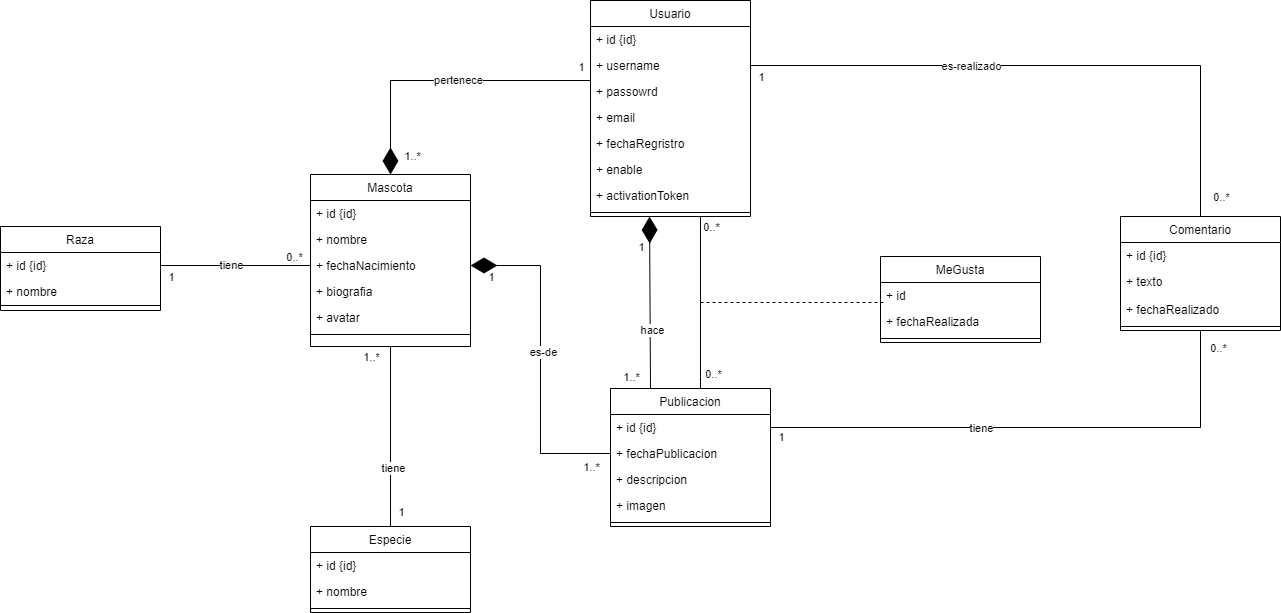 Usuario
+ id {id}
+ username
+ passowrd
+ email
+ fechaRegristro
+ enable
+ activationToken
1
pertenece
1..*
1
es-realizado
0..*
Mascota
+ id {id}
+ nombre
+ fechaNacimiento
+ biografia
+ avatar
Raza
+ id {id}
+ nombre
1
tiene
0..*
1
es-de
1..*
1
hace
1..*
0..*
0..*
MeGusta
+ id
+ fechaRealizada
Comentario
+ id {id}
+ texto
+ fechaRealizado
0..*
tiene
1
Publicacion
+ id {id}
+ fechaPublicacion
+ descripcion
+ imagen
1..*
tiene
1
Especie
+ id {id}
+ nombre